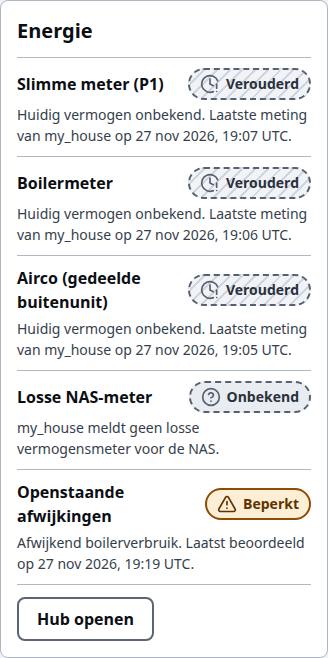 Energie
Slimme meter (P1)
Verouderd
Huidig vermogen onbekend. Laatste meting
van my_house op 27 nov 2026, 19:07 UTC.
Boilermeter
Verouderd
Huidig vermogen onbekend. Laatste meting
van my_house op 27 nov 2026, 19:06 UTC.
Airco (gedeelde
buitenunit)
Verouderd
Huidig vermogen onbekend. Laatste meting
van my_house op 27 nov 2026, 19:05 UTC.
Losse NAS-meter
Onbekend
my_house meldt geen losse
vermogensmeter voor de NAS.
Openstaande
afwijkingen
Beperkt
Afwijkend boilerverbruik. Laatst beoordeeld
op 27 nov 2026, 19:19 UTC.
Hub openen